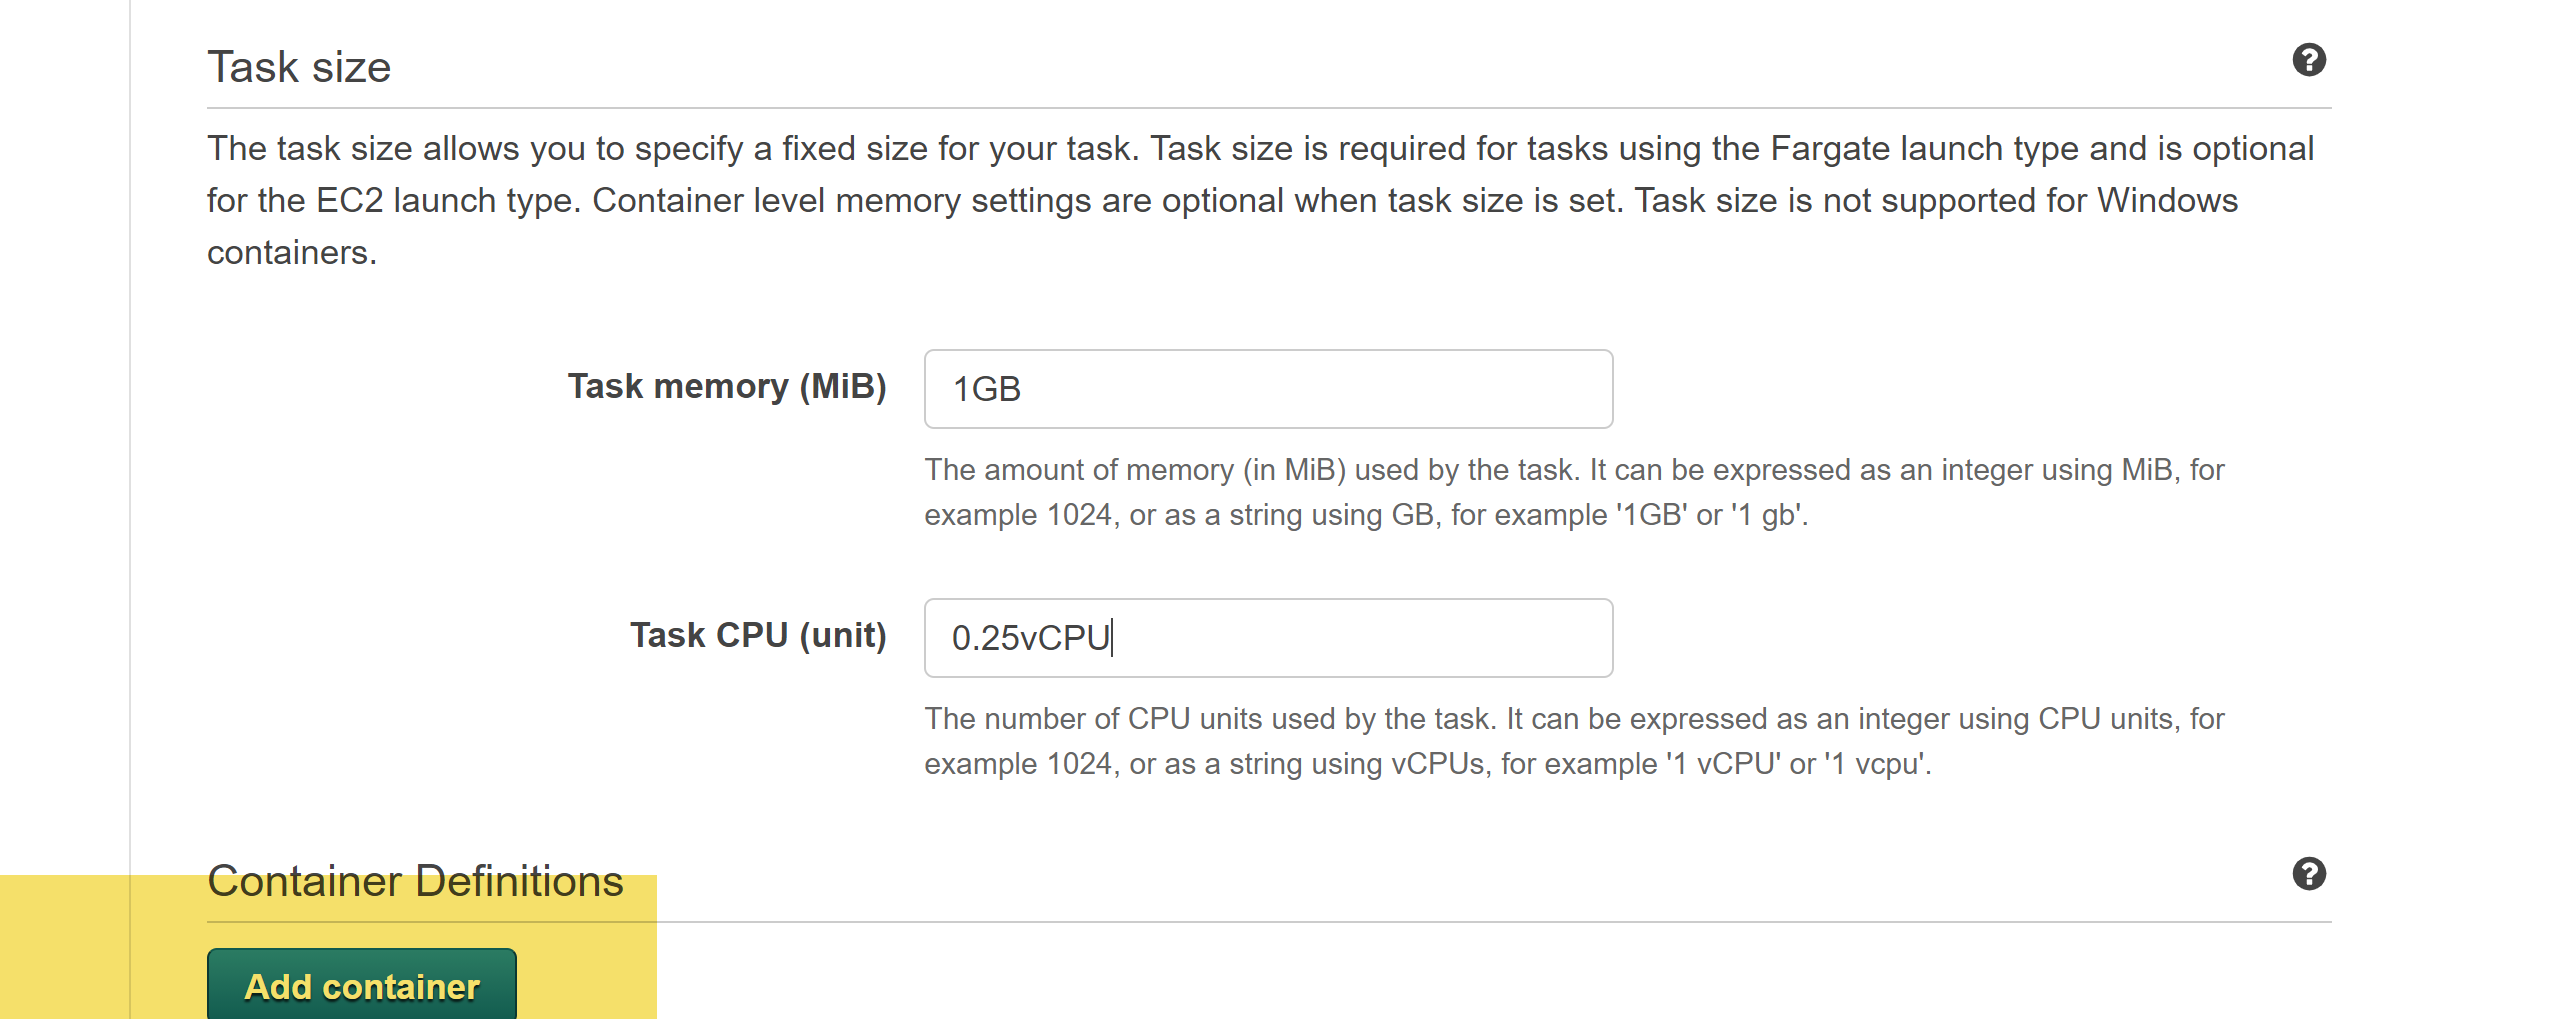 Task size
The task size allows you to specify a fixed size for your task. Task size is required for tasks using the Fargate launch type and is optional
for the EC2 launch type. Container level memory settings are optional when task size is set. Task size is not supported for Windows
containers.
Task memory (MiB)
1GB
The amount of memory (in MiB) used by the task. It can be expressed as an integer using MiB, for
example 1024, or as a string using GB, for example '1GB' or '1 gb'.
Task CPU (unit)
0.25vCPU
The number of CPU units used by the task. It can be expressed as an integer using CPU units, for
example 1024, or as a string using vCPUs, for example '1 vCPU' or '1 vcpu'.
Container Definitions
Add container